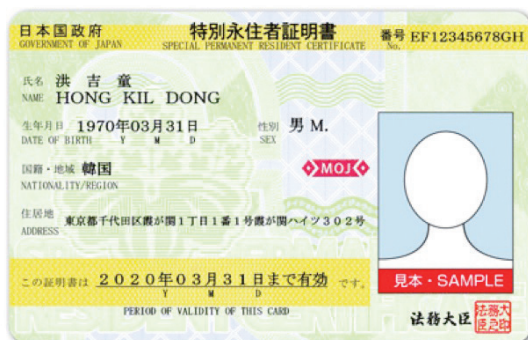 日本国政府 特別永住者証明書 番号 EF12345678GH
GOVERNMENT OF JAPAN SPECIAL PERMANENT RESIDENT CERTIFICATE No.
氏名 洪 吉 童
NAME HONG KIL DONG
生年月日 1970年03月31日 性別 男 M.
DATE OF BIRTH Y M D SEX
国籍・地域 韓国 MOJ
NATIONALITY/REGION
住居地 東京都千代田区霞が関1丁目1番1号霞が関ハイツ302号
ADDRESS
この証明書は 2020年03月31日まで有効 です。
Y M D
PERIOD OF VALIDITY OF THIS CARD
見本・SAMPLE
法務大臣